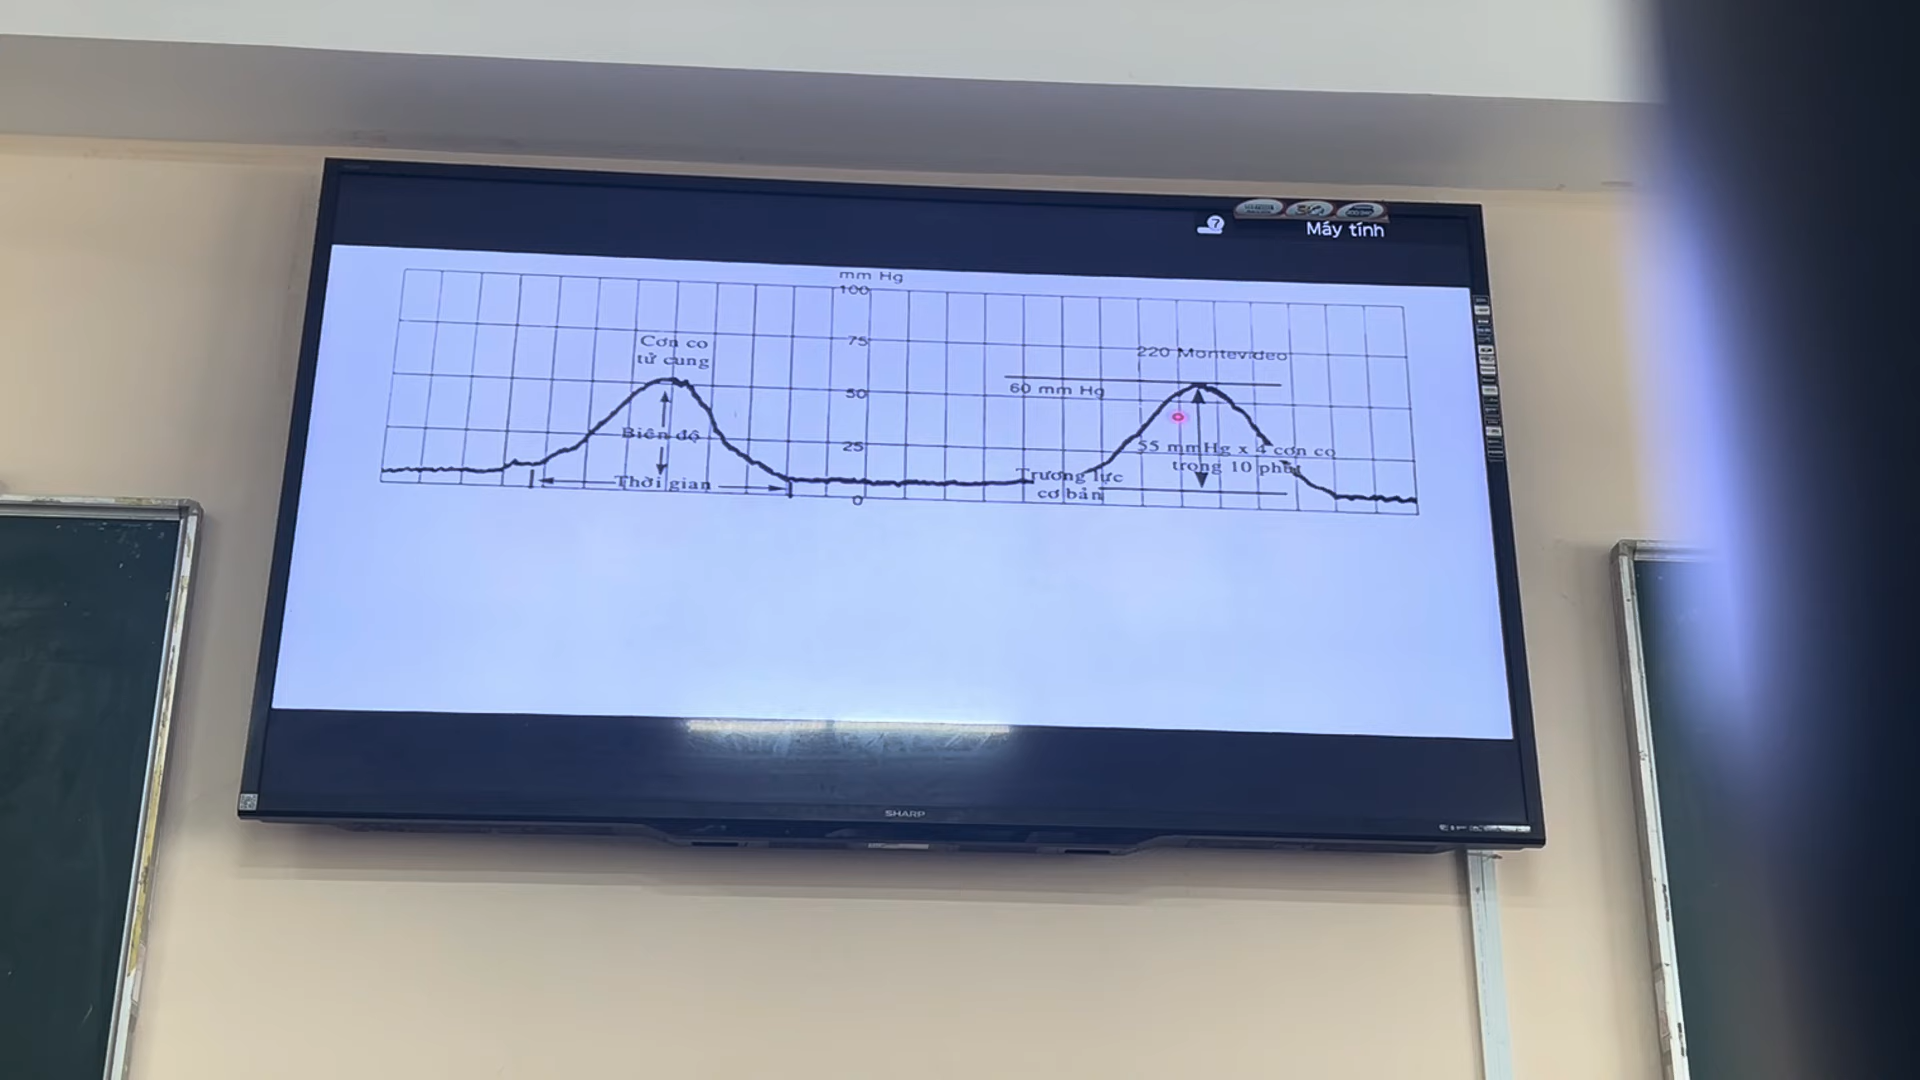 Máy tính
mm Hg
100
Cơn co
tử cung
75
220 Montevideo
60 mm Hg
50
Biên độ
25
55 mmHg x 4 cơn co
trong 10 phút
Trương lực
cơ bản
Thời gian
0
SHARP